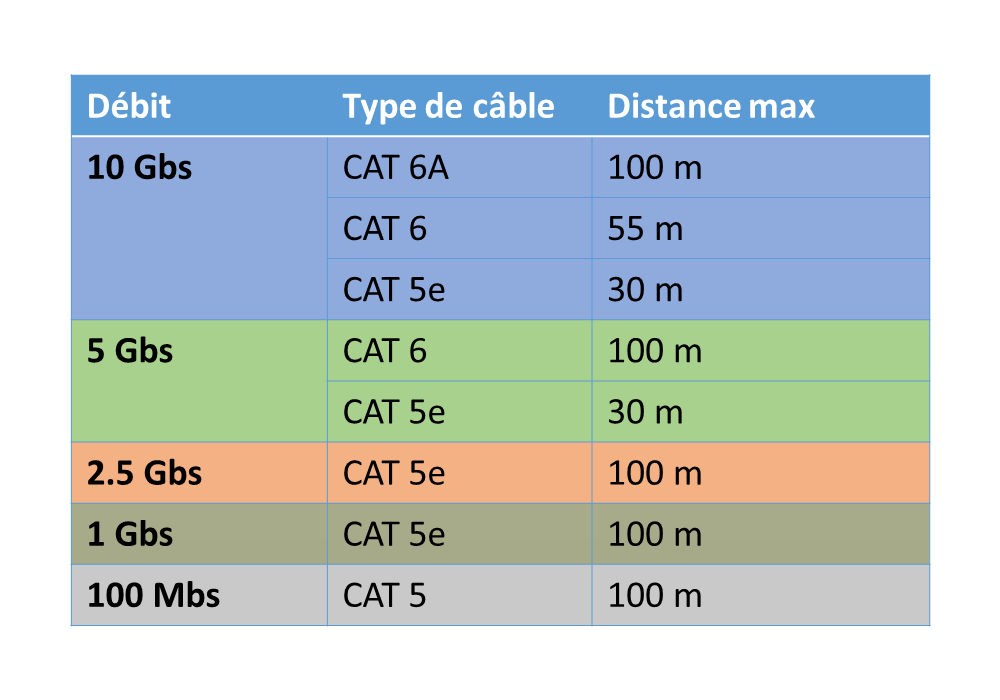 Débit Type de câble Distance max
10 Gbs CAT 6A 100 m
CAT 6 55 m
CAT 5e 30 m
5 Gbs CAT 6 100 m
CAT 5e 30 m
2.5 Gbs CAT 5e 100 m
1 Gbs CAT 5e 100 m
100 Mbs CAT 5 100 m